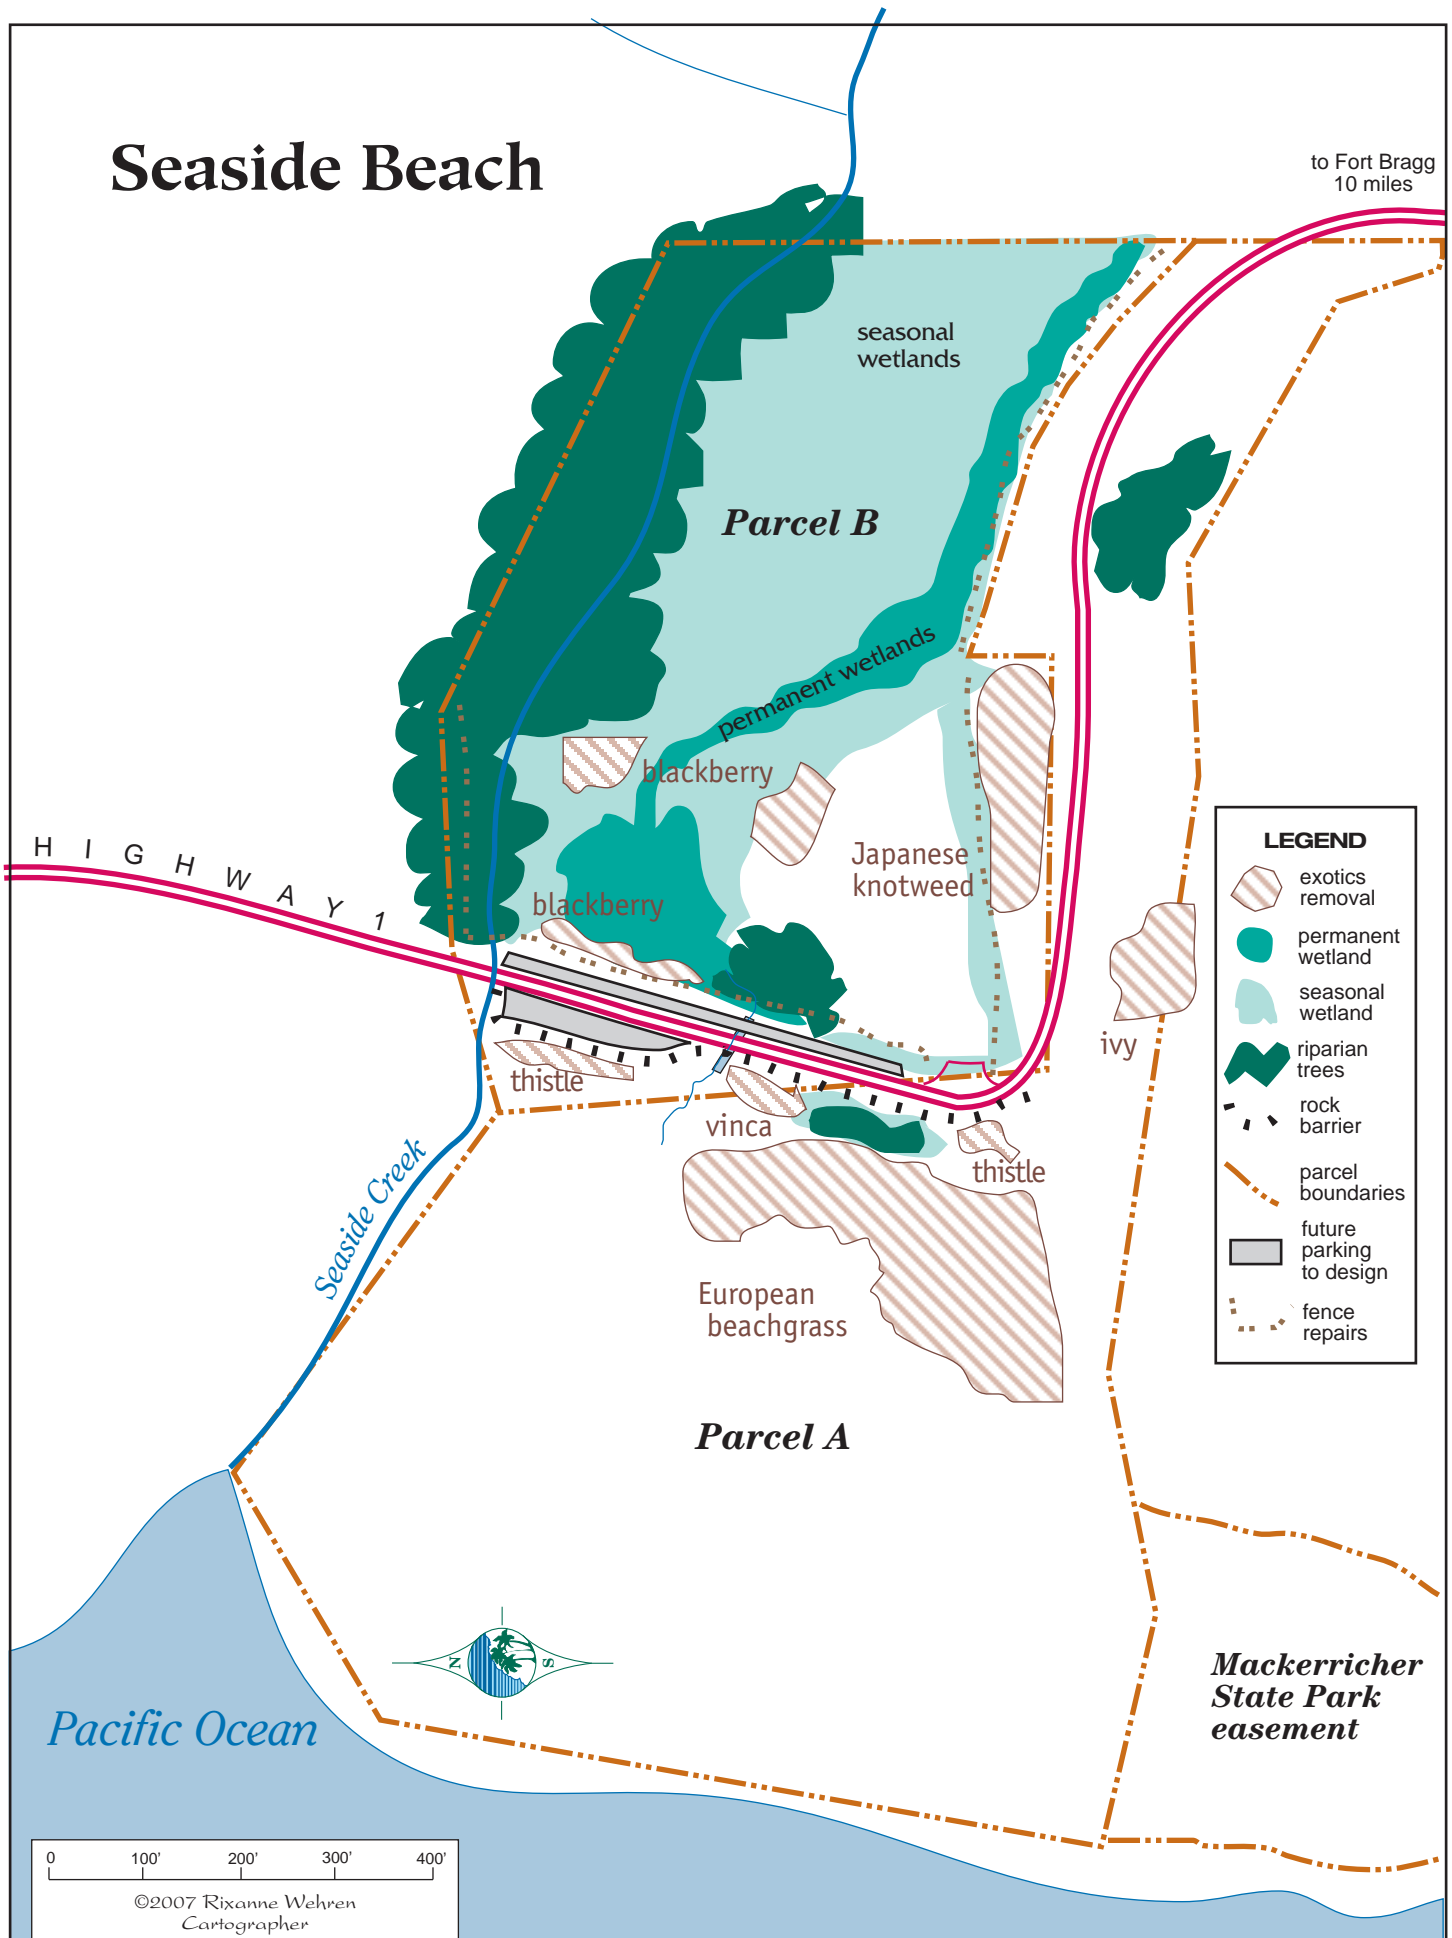 Seaside Beach
to Fort Bragg
10 miles
seasonal
wetlands
Parcel B
permanent wetlands
blackberry
Japanese
knotweed
HIGHWAY 1
blackberry
ivy
thistle
vinca
thistle
Seaside Creek
European
beachgrass
Parcel A
LEGEND
exotics
removal
permanent
wetland
seasonal
wetland
riparian
trees
rock
barrier
parcel
boundaries
future
parking
to design
fence
repairs
N
S
Mackerricher
State Park
easement
Pacific Ocean
0 100' 200' 300' 400'
©2007 Rixanne Wehren
Cartographer